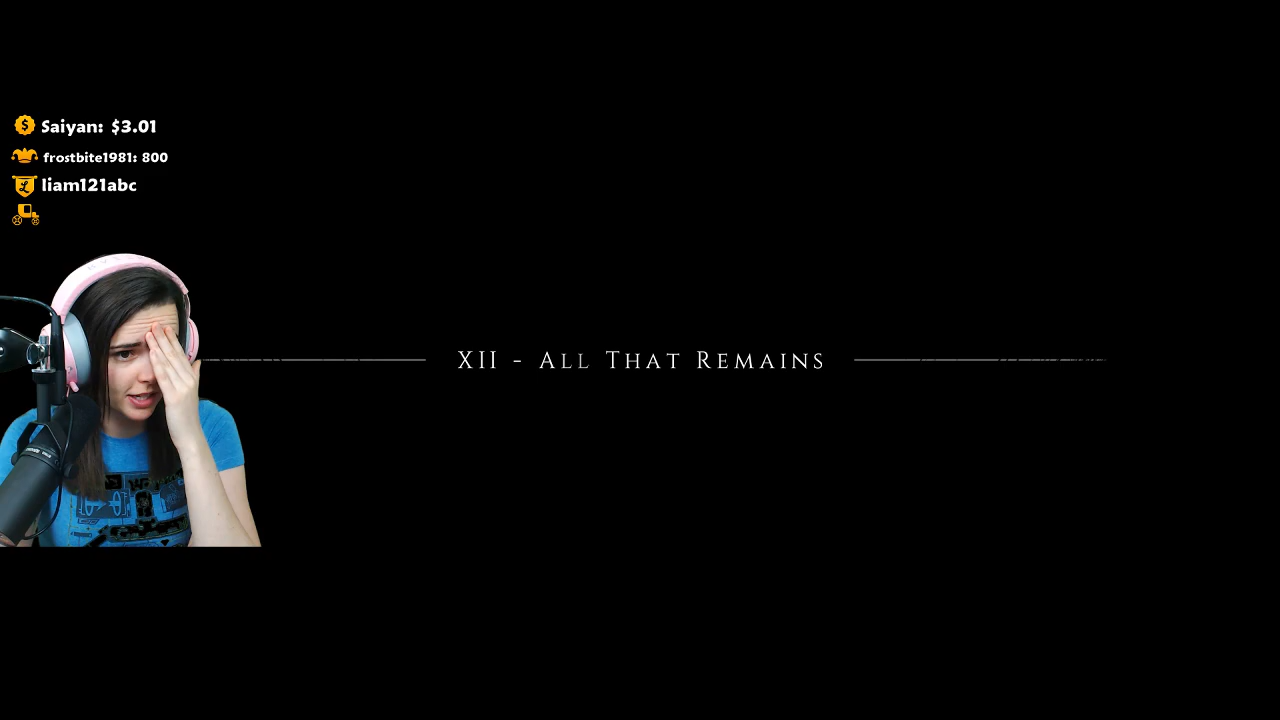 Saiyan: $3.01
frostbite1981: 800
liam121abc
XII - All That Remains